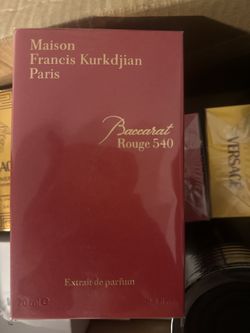 Maison
Francis Kurkdjian
Paris
Baccarat
Rouge 540
Extrait de parfum
VERSACE